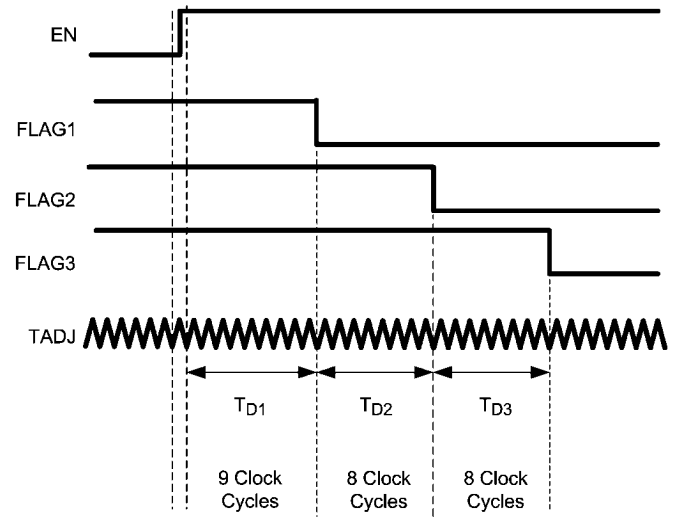 EN
FLAG1
FLAG2
FLAG3
TADJ
TD1 TD2 TD3
9 Clock 8 Clock 8 Clock
Cycles Cycles Cycles